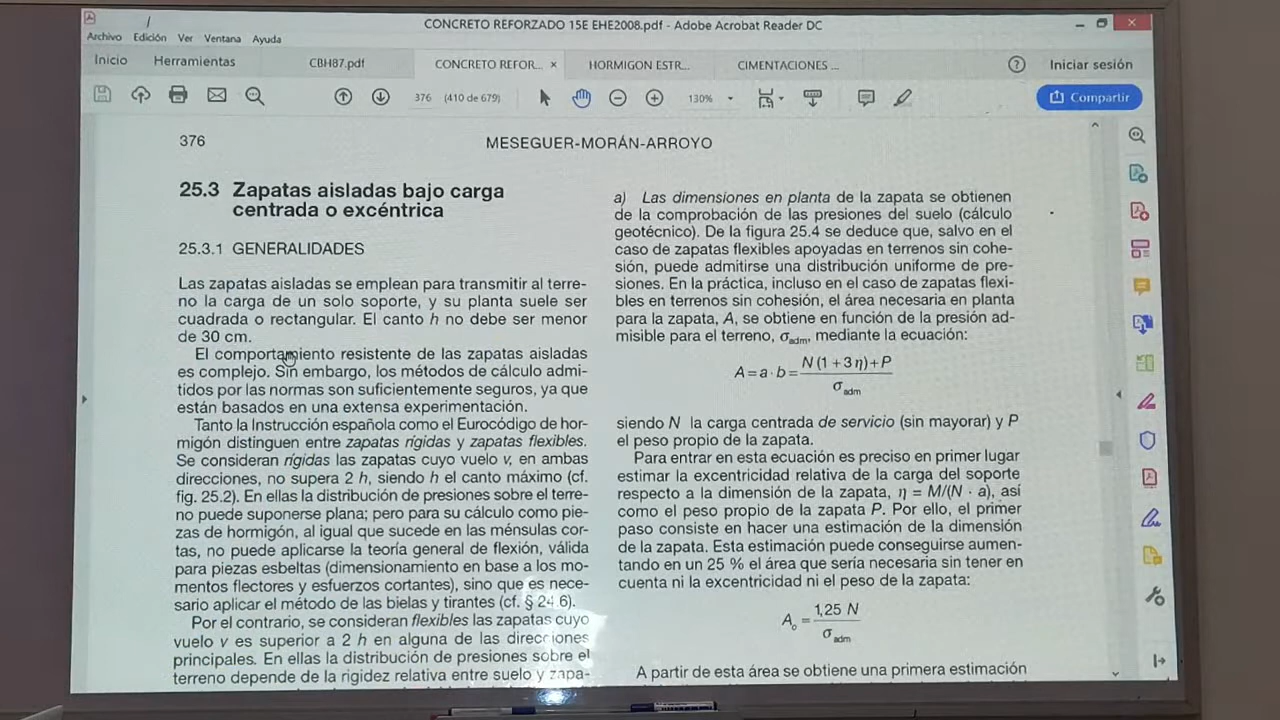 CONCRETO REFORZADO 15E EHE2008.pdf - Adobe Acrobat Reader DC
Archivo Edición Ver Ventana Ayuda
Inicio Herramientas CBH87.pdf CONCRETO REFOR... × HORMIGON ESTR... CIMENTACIONES ... Iniciar sesión
376 (410 de 679) 130% Compartir
376 MESEGUER-MORÁN-ARROYO
25.3 Zapatas aisladas bajo carga
centrada o excéntrica
25.3.1 GENERALIDADES
Las zapatas aisladas se emplean para transmitir al terre-
no la carga de un solo soporte, y su planta suele ser
cuadrada o rectangular. El canto h no debe ser menor
de 30 cm.
El comportamiento resistente de las zapatas aisladas
es complejo. Sin embargo, los métodos de cálculo admi-
tidos por las normas son suficientemente seguros, ya que
están basados en una extensa experimentación.
Tanto la Instrucción española como el Eurocódigo de hor-
migón distinguen entre zapatas rígidas y zapatas flexibles.
Se consideran rígidas las zapatas cuyo vuelo v, en ambas
direcciones, no supera 2 h, siendo h el canto máximo (cf.
fig. 25.2). En ellas la distribución de presiones sobre el terre-
no puede suponerse plana; pero para su cálculo como pie-
zas de hormigón, al igual que sucede en las ménsulas cor-
tas, no puede aplicarse la teoría general de flexión, válida
para piezas esbeltas (dimensionamiento en base a los mo-
mentos flectores y esfuerzos cortantes), sino que es nece-
sario aplicar el método de las bielas y tirantes (cf. § 24.6).
Por el contrario, se consideran flexibles las zapatas cuyo
vuelo v es superior a 2 h en alguna de las direcciones
principales. En ellas la distribución de presiones sobre el
terreno depende de la rigidez relativa entre suelo y zapa-
a) Las dimensiones en planta de la zapata se obtienen
de la comprobación de las presiones del suelo (cálculo
geotécnico). De la figura 25.4 se deduce que, salvo en el
caso de zapatas flexibles apoyadas en terrenos sin cohe-
sión, puede admitirse una distribución uniforme de pre-
siones. En la práctica, incluso en el caso de zapatas flexi-
bles en terrenos sin cohesión, el área necesaria en planta
para la zapata, A, se obtiene en función de la presión ad-
misible para el terreno, σadm, mediante la ecuación:
A = a · b = N (1 + 3 η) + P / σadm
siendo N la carga centrada de servicio (sin mayorar) y P
el peso propio de la zapata.
Para entrar en esta ecuación es preciso en primer lugar
estimar la excentricidad relativa de la carga del soporte
respecto a la dimensión de la zapata, η = M/(N · a), así
como el peso propio de la zapata P. Por ello, el primer
paso consiste en hacer una estimación de la dimensión
de la zapata. Esta estimación puede conseguirse aumen-
tando en un 25 % el área que sería necesaria sin tener en
cuenta ni la excentricidad ni el peso de la zapata:
Ao = 1,25 N / σadm
A partir de esta área se obtiene una primera estimación